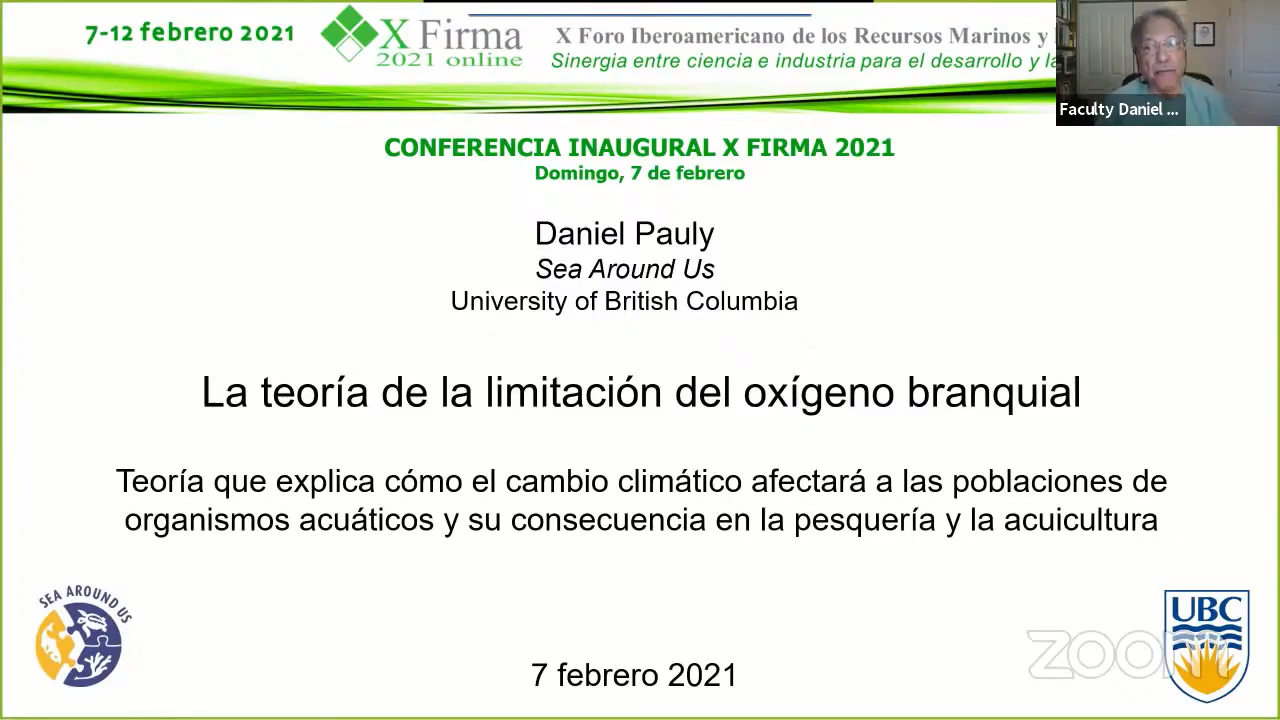 7-12 febrero 2021
X Firma
2021 online
X Foro Iberoamericano de los Recursos Marinos y
Sinergia entre ciencia e industria para el desarrollo y la
Faculty Daniel ...
CONFERENCIA INAUGURAL X FIRMA 2021
Domingo, 7 de febrero
Daniel Pauly
Sea Around Us
University of British Columbia
La teoría de la limitación del oxígeno branquial
Teoría que explica cómo el cambio climático afectará a las poblaciones de
organismos acuáticos y su consecuencia en la pesquería y la acuicultura
SEA AROUND US
UBC
zoom
7 febrero 2021